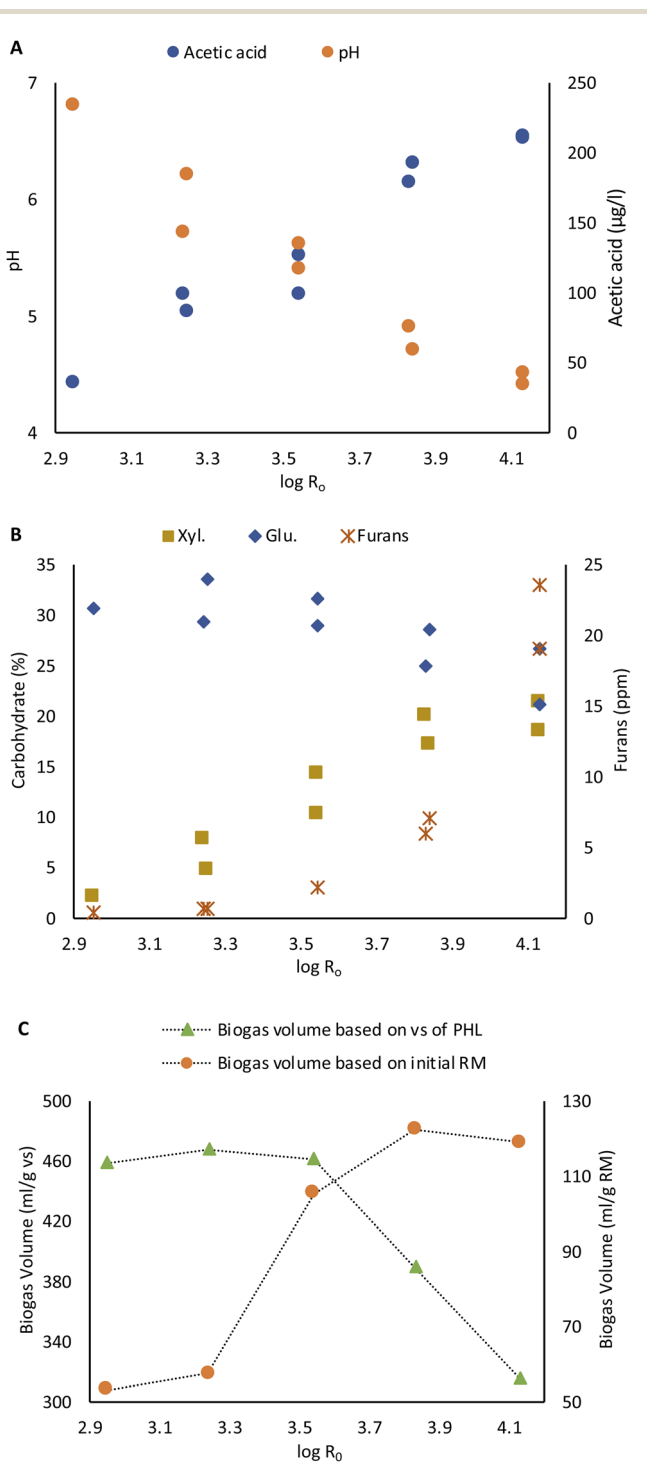 A
Acetic acid pH
7 250
200
6
150
pH
Acetic acid (µg/l)
5 100
50
4 0
2.9 3.1 3.3 3.5 3.7 3.9 4.1
log Ro
B
Xyl. Glu. Furans
35 25
30
20
25
Carbohydrate (%)
20 15
Furans (ppm)
15
10
10
5
5
0 0
2.9 3.1 3.3 3.5 3.7 3.9 4.1
log Ro
C
Biogas volume based on vs of PHL
Biogas volume based on initial RM
500 130
460
110
420
Biogas Volume (ml/g vs)
90
Biogas Volume (ml/g RM)
380
70
340
300 50
2.9 3.1 3.3 3.5 3.7 3.9 4.1
log R0